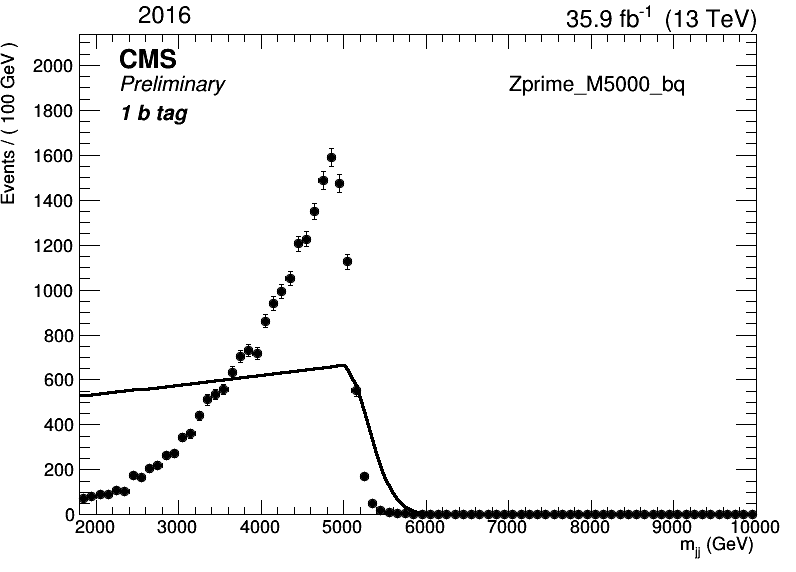 2016
35.9 fb-1 (13 TeV)
CMS
Preliminary
1 b tag
Zprime_M5000_bq
Events / ( 100 GeV )
2000
1800
1600
1400
1200
1000
800
600
400
200
0
2000 3000 4000 5000 6000 7000 8000 9000 10000
mjj (GeV)